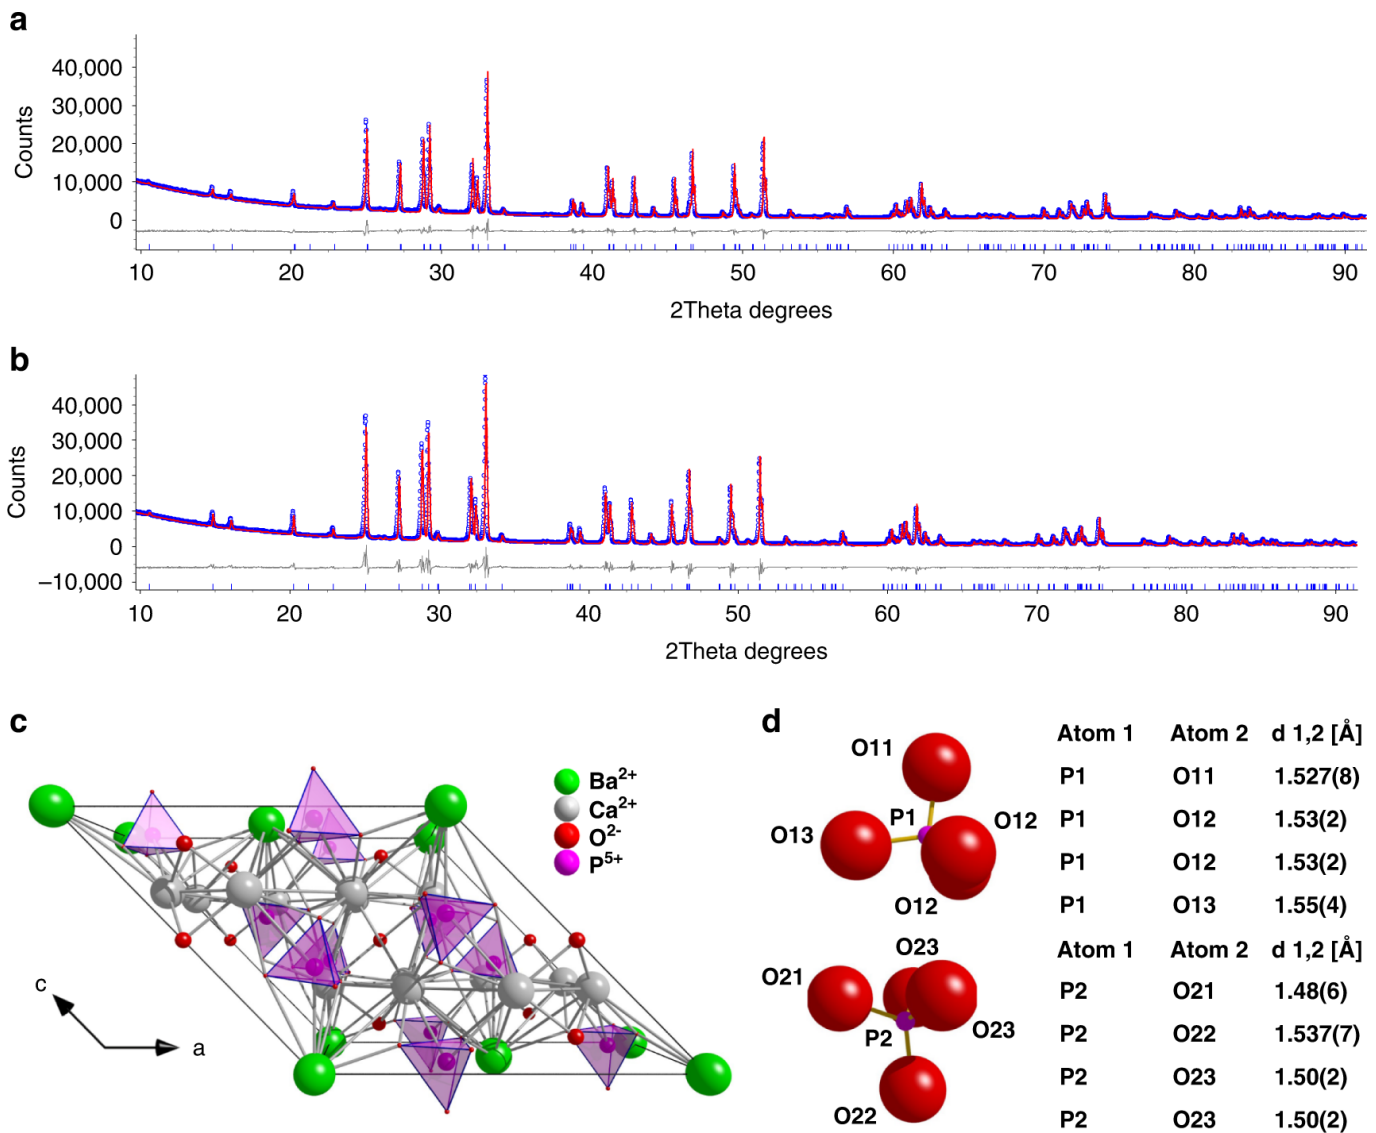 a
Counts
40,000
30,000
20,000
10,000
0
10 20 30 40 50 60 70 80 90
2Theta degrees
b
Counts
40,000
30,000
20,000
10,000
0
−10,000
10 20 30 40 50 60 70 80 90
2Theta degrees
c
Ba2+
Ca2+
O2-
P5+
c
a
d
O11
P1
O12
O13
O12
Atom 1 Atom 2 d 1,2 [Å]
P1 O11 1.527(8)
P1 O12 1.53(2)
P1 O12 1.53(2)
P1 O13 1.55(4)
O23
O21
O23
P2
O22
Atom 1 Atom 2 d 1,2 [Å]
P2 O21 1.48(6)
P2 O22 1.537(7)
P2 O23 1.50(2)
P2 O23 1.50(2)